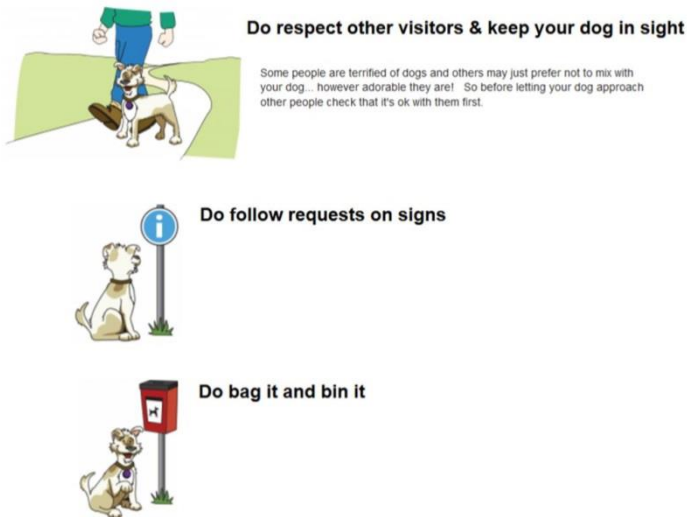 Do respect other visitors & keep your dog in sight
Some people are terrified of dogs and others may just prefer not to mix with
your dog... however adorable they are! So before letting your dog approach
other people check that it's ok with them first.
i
Do follow requests on signs
Do bag it and bin it